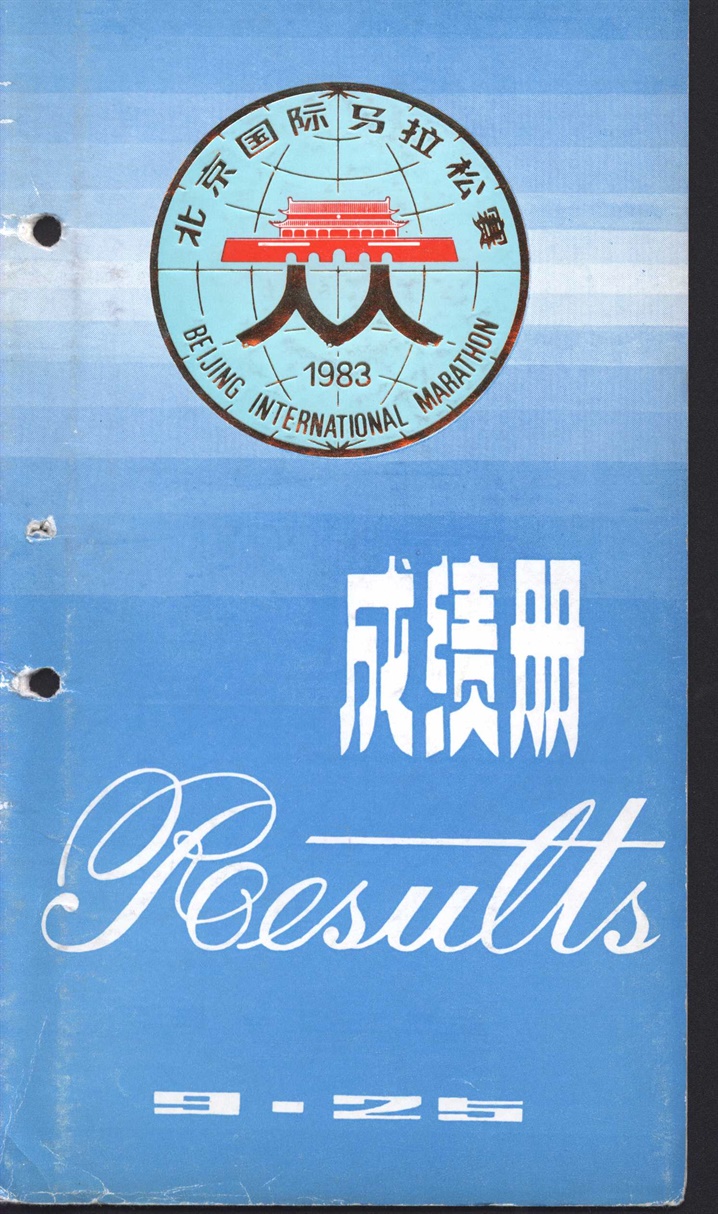 北京国际马拉松赛
1983
BEIJING INTERNATIONAL MARATHON
成绩册
Results
9-25